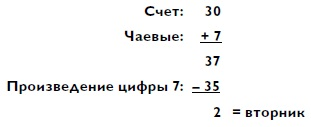 Счет: 30
Чаевые: + 7
37
Произведение цифры 7: – 35
2 = вторник